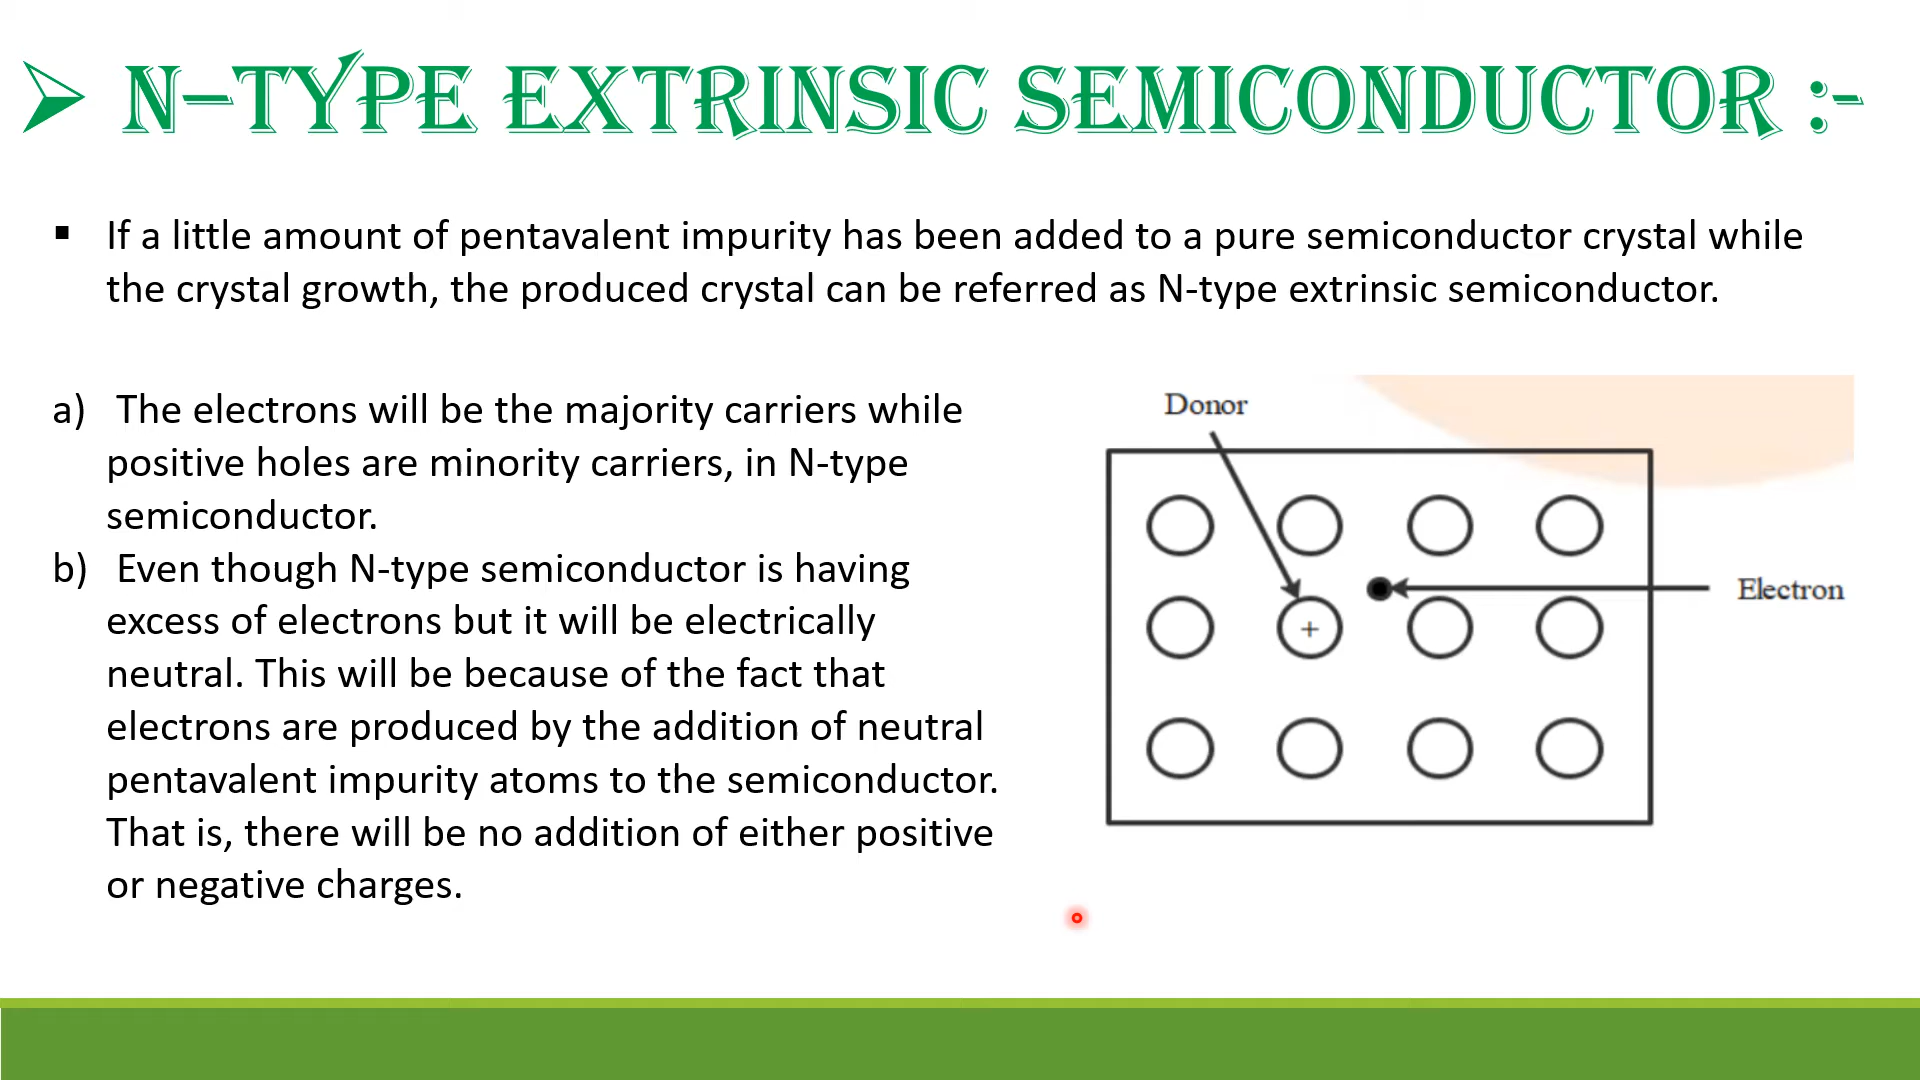 N-TYPE EXTRINSIC SEMICONDUCTOR :-
If a little amount of pentavalent impurity has been added to a pure semiconductor crystal while
the crystal growth, the produced crystal can be referred as N-type extrinsic semiconductor.
a) The electrons will be the majority carriers while
positive holes are minority carriers, in N-type
semiconductor.
b) Even though N-type semiconductor is having
excess of electrons but it will be electrically
neutral. This will be because of the fact that
electrons are produced by the addition of neutral
pentavalent impurity atoms to the semiconductor.
That is, there will be no addition of either positive
or negative charges.
Donor
Electron
+